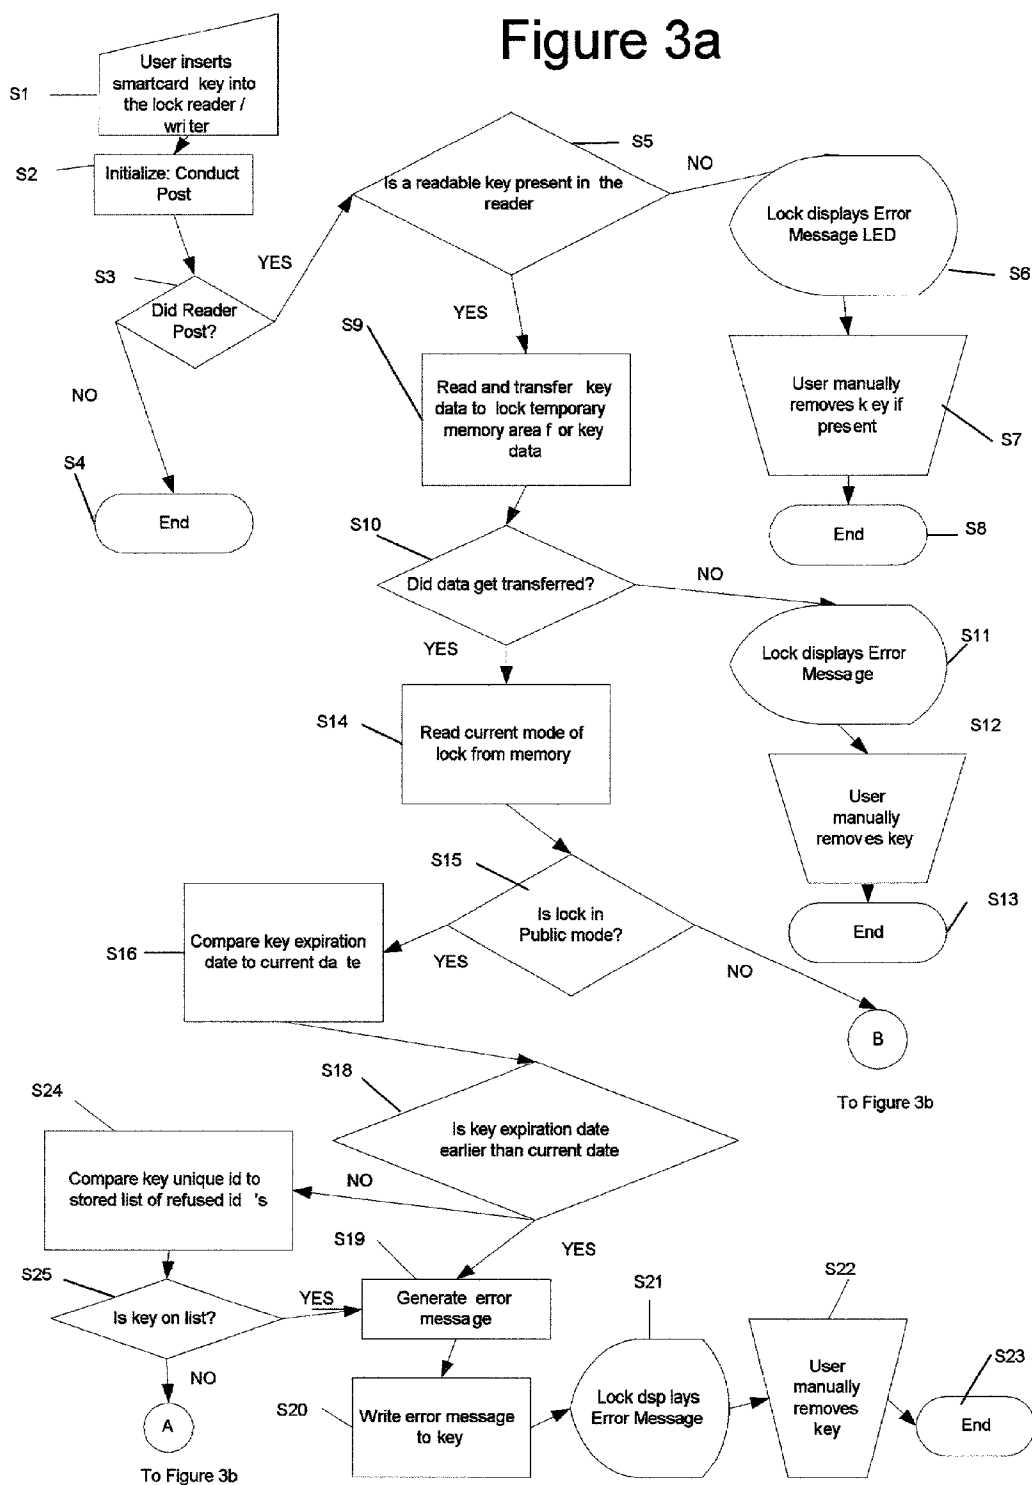 Figure 3a
S1
User inserts
smartcard key into
the lock reader /
writer
S2
Initialize: Conduct
Post
S3
Did Reader
Post?
YES
NO
S4
End
S5
Is a readable key present in the
reader
NO
Lock displays Error
Message LED
S6
YES
S9
Read and transfer key
data to lock temporary
memory area f or key
data
User manually
removes k ey if
present
S7
End
S8
S10
Did data get transferred?
NO
YES
Lock displays Error
Message
S11
S14
Read current mode of
lock from memory
S12
User
manually
removes key
S13
End
S15
Is lock in
Public mode?
YES
NO
S16
Compare key expiration
date to current da te
B
To Figure 3b
S18
Is key expiration date
earlier than current date
NO
YES
S24
Compare key unique id to
stored list of refused id 's
S25
Is key on list?
YES
NO
A
To Figure 3b
S19
Generate error
message
S20
Write error message
to key
S21
Lock dsp lays
Error Message
S22
User
manually
removes
key
S23
End